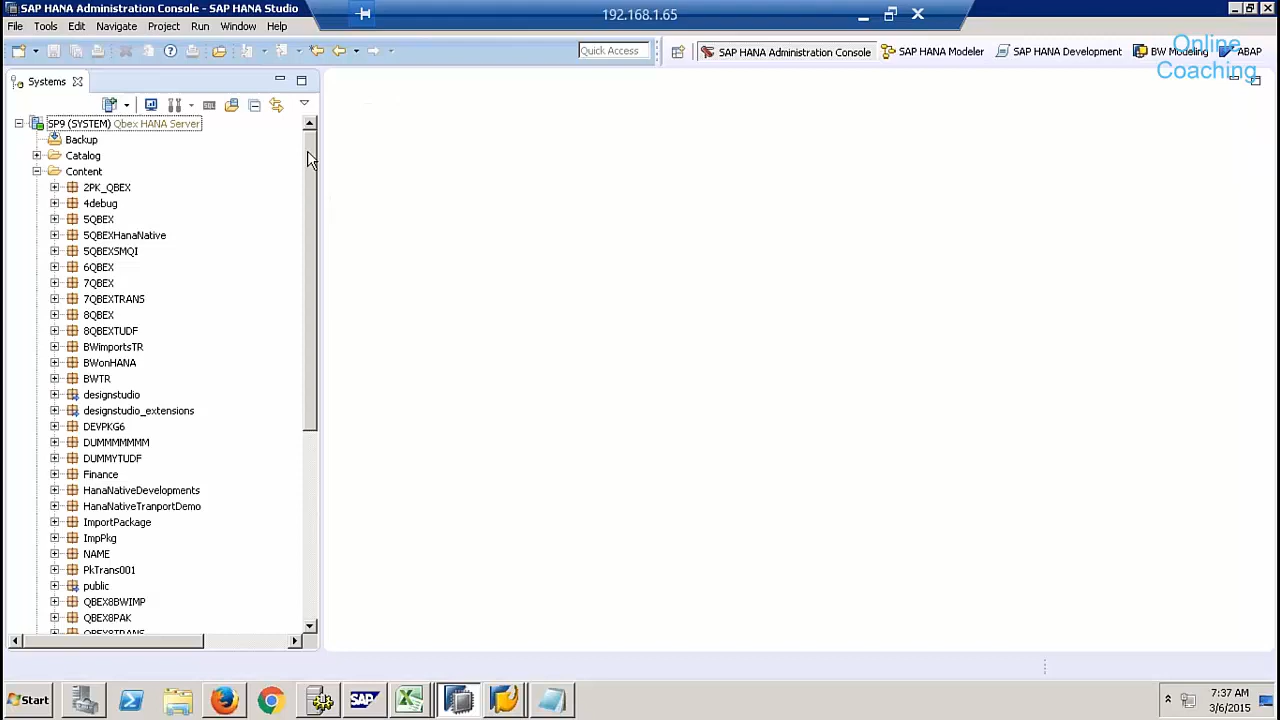 SAP HANA Administration Console - SAP HANA Studio
192.168.1.65
File Tools Edit Navigate Project Run Window Help
Quick Access
SAP HANA Administration Console
SAP HANA Modeler
SAP HANA Development
BW Modeling
ABAP
Online
Coaching
Systems
SQL
SP9 (SYSTEM) Qbex HANA Server
Backup
Catalog
Content
2PK_QBEX
4debug
5QBEX
5QBEXHanaNative
5QBEXSMQI
6QBEX
7QBEX
7QBEXTRANS
8QBEX
8QBEXTUDF
BWimportsTR
BWonHANA
BWTR
designstudio
designstudio_extensions
DEVPKG6
DUMMMMMMM
DUMMYTUDF
Finance
HanaNativeDevelopments
HanaNativeTranportDemo
ImportPackage
ImpPkg
NAME
PkTrans001
public
QBEX8BWIMP
QBEX8PAK
QBEX8TRANS
Start
SAP
7:37 AM
3/6/2015